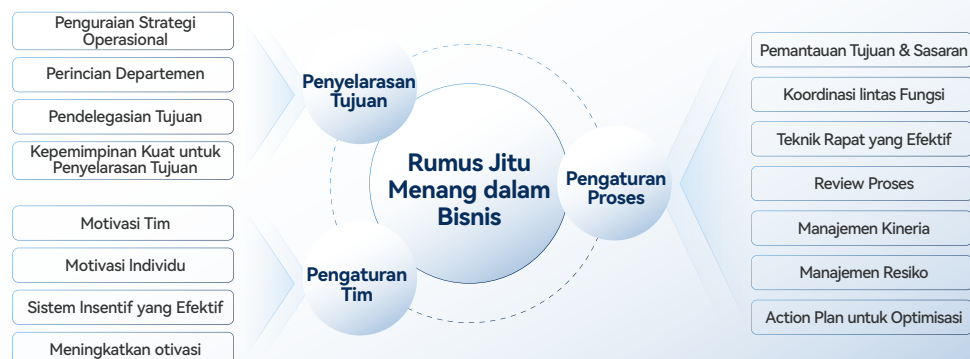 Penguraian Strategi
Operasional
Perincian Departemen
Pendelegasian Tujuan
Kepemimpinan Kuat untuk
Penyelarasan Tujuan
Motivasi Tim
Motivasi Individu
Sistem Insentif yang Efektif
Meningkatkan otivasi
Penyelarasan
Tujuan
Rumus Jitu
Menang dalam
Bisnis
Pengaturan
Proses
Pengaturan
Tim
Pemantauan Tujuan & Sasaran
Koordinasi lintas Fungsi
Teknik Rapat yang Efektif
Review Proses
Manajemen Kineria
Manajemen Resiko
Action Plan untuk Optimisasi